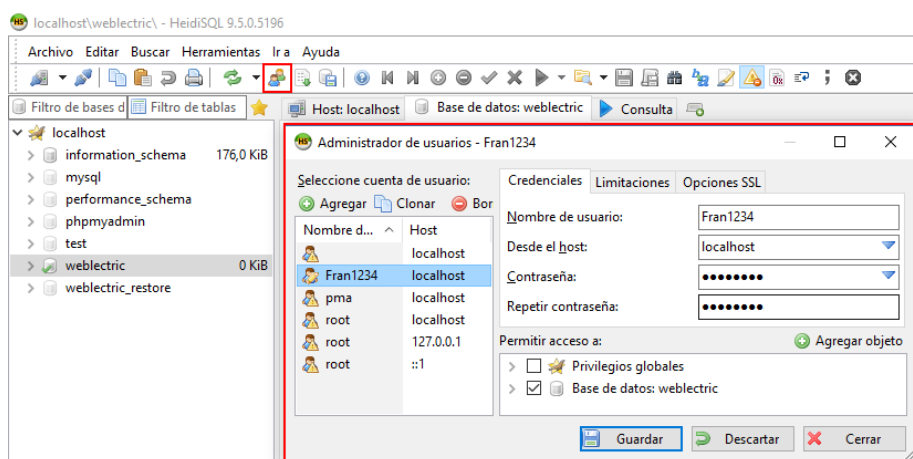 localhost\weblectric\ - HeidiSQL 9.5.0.5196
Archivo Editar Buscar Herramientas Ir a Ayuda
Filtro de bases d Filtro de tablas
Host: localhost Base de datos: weblectric Consulta
localhost
information_schema 176,0 KiB
mysql
performance_schema
phpmyadmin
test
weblectric 0 KiB
weblectric_restore
Administrador de usuarios - Fran1234
Seleccione cuenta de usuario:
Agregar Clonar Bor
Nombre d... Host
localhost
Fran1234 localhost
pma localhost
root localhost
root 127.0.0.1
root ::1
Credenciales Limitaciones Opciones SSL
Nombre de usuario: Fran1234
Desde el host: localhost
Contraseña: ●●●●●●●●
Repetir contraseña: ●●●●●●●●
Permitir acceso a: Agregar objeto
Privilegios globales
Base de datos: weblectric
Guardar Descartar Cerrar